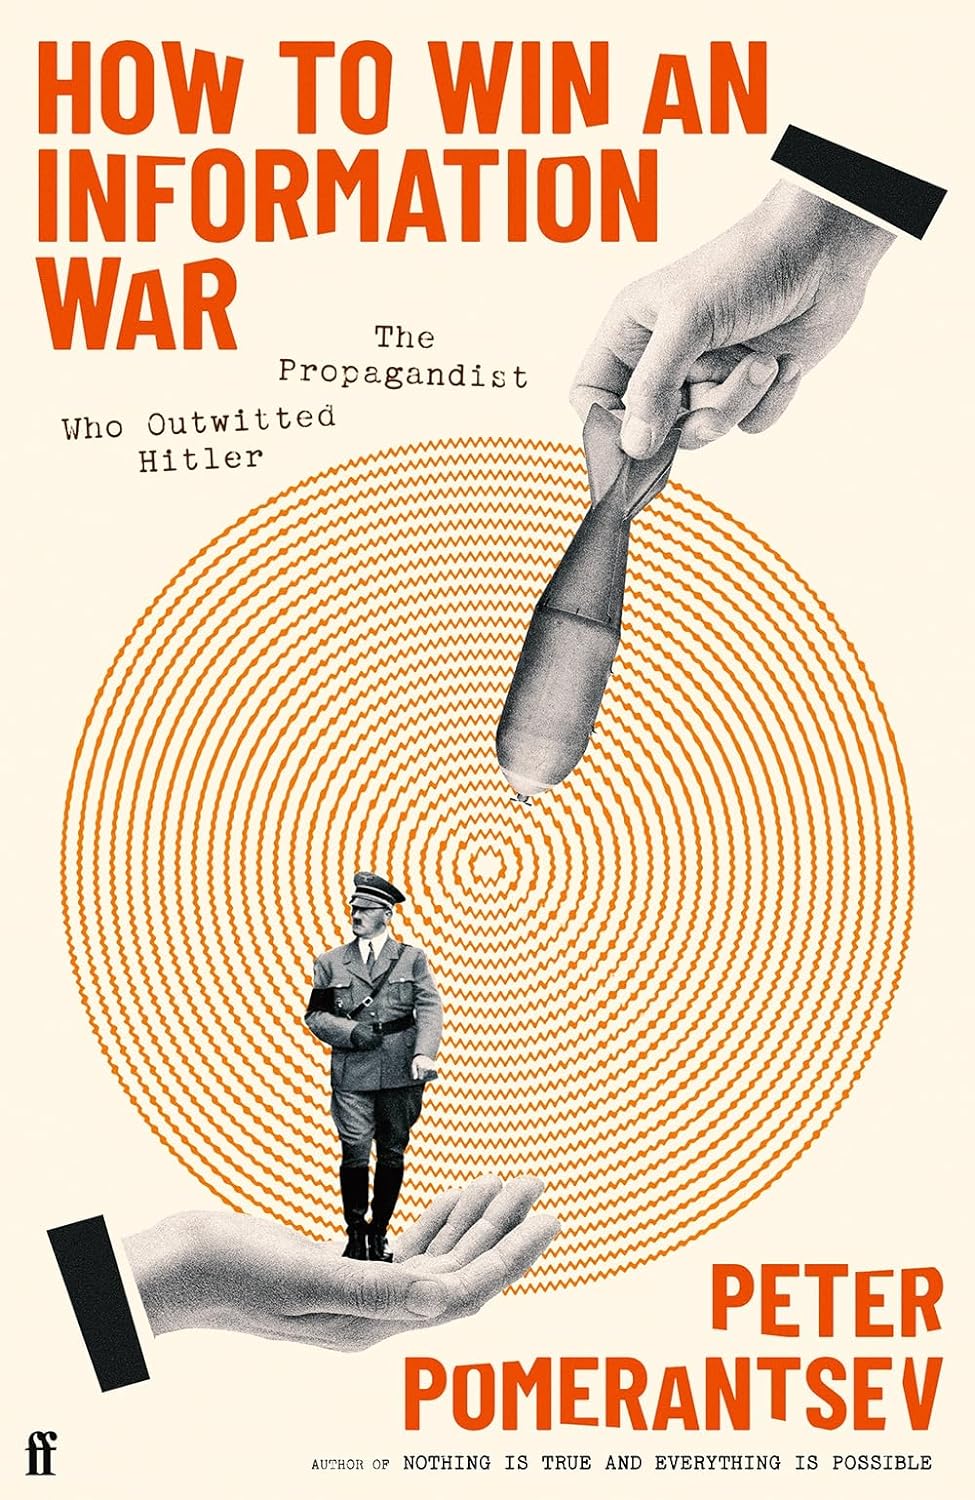 HOW TO WIN AN
INFORMATION
WAR
The
Propagandist
Who Outwitted
Hitler
PETER
POMERANTSEV
ff
AUTHOR OF NOTHING IS TRUE AND EVERYTHING IS POSSIBLE